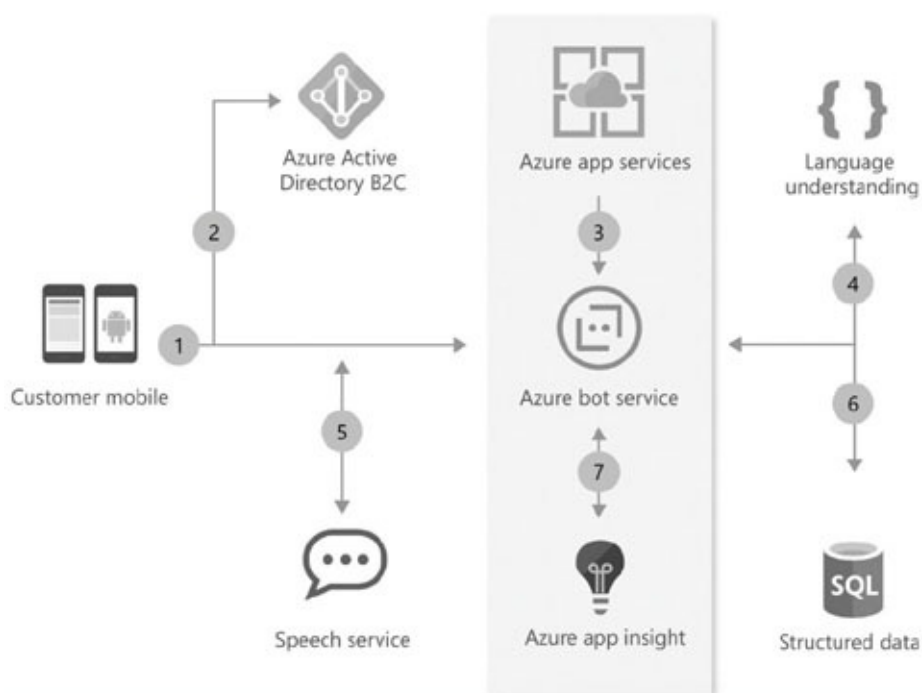 Azure Active
Directory B2C
Azure app services
Language
understanding
2
3
4
1
Customer mobile
Azure bot service
5
6
7
SQL
Speech service
Azure app insight
Structured data